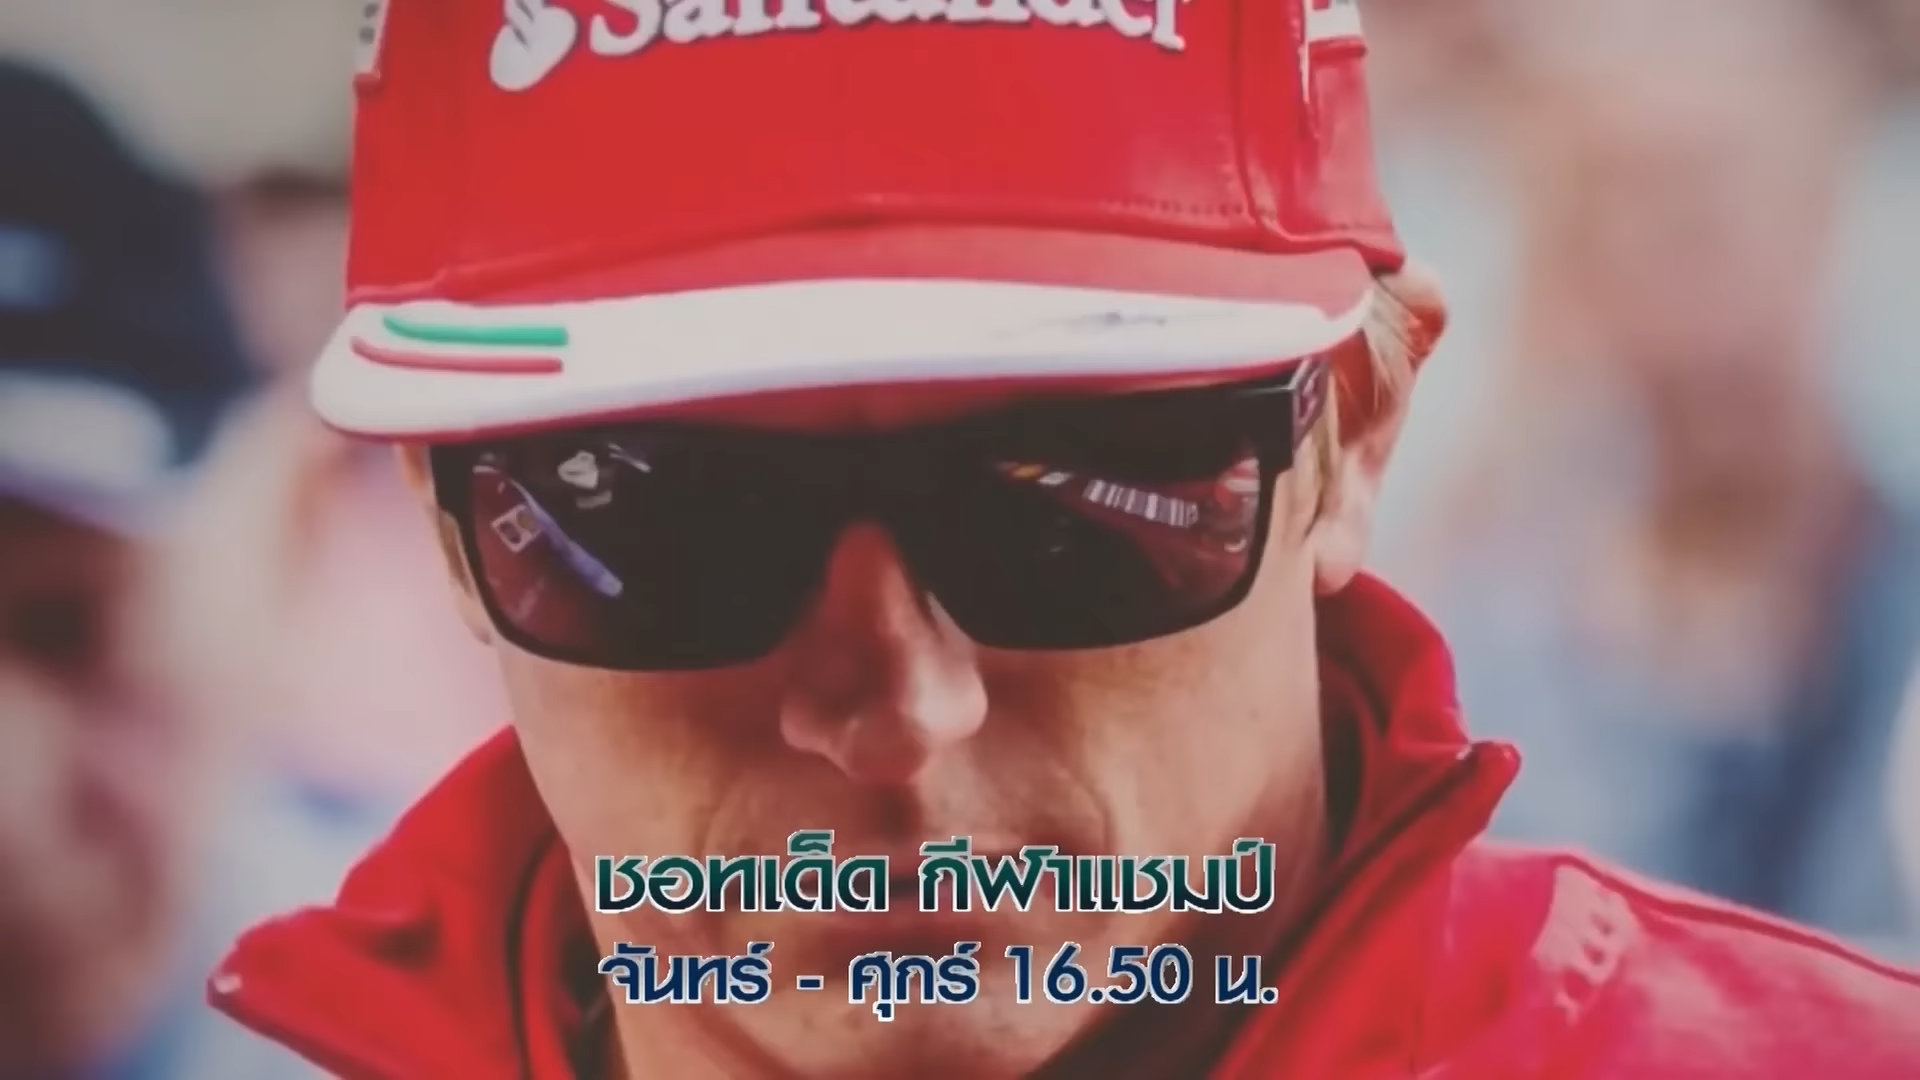 Santander
ชอทเด็ด กีฬาแชมป์
จันทร์ - ศุกร์ 16.50 น.